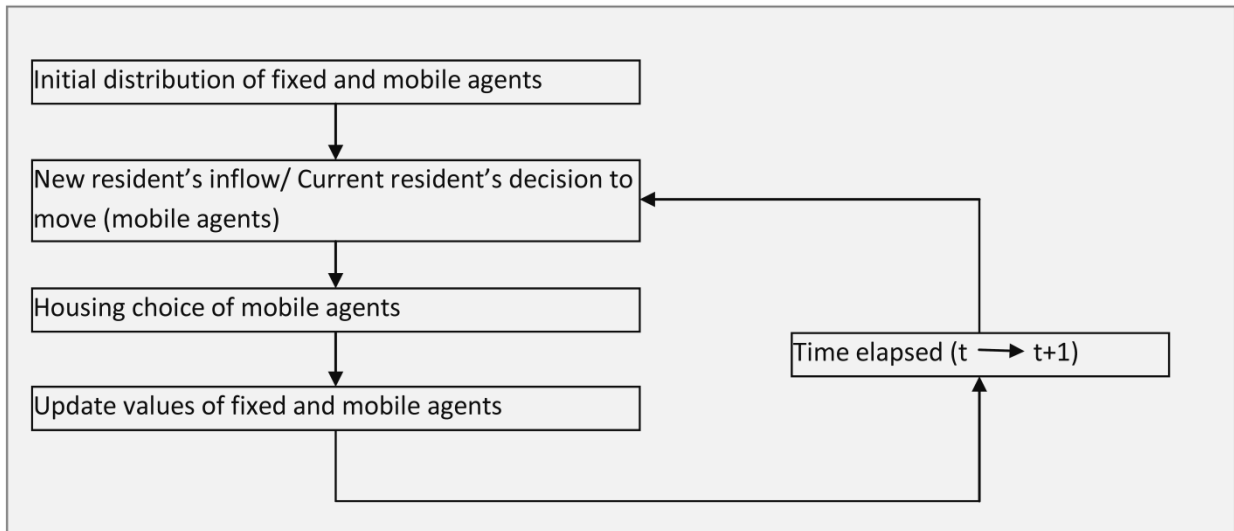 Initial distribution of fixed and mobile agents
New resident’s inflow/ Current resident’s decision to
move (mobile agents)
Housing choice of mobile agents
Time elapsed (t ⟶ t+1)
Update values of fixed and mobile agents